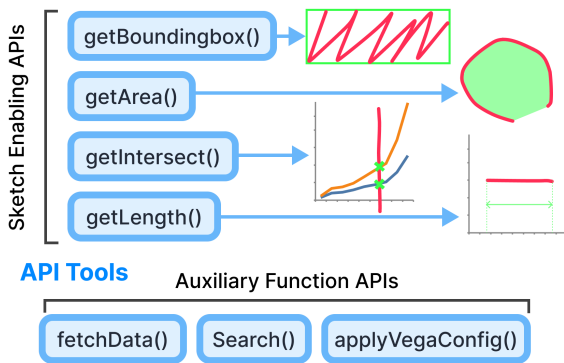 Sketch Enabling APIs
getBoundingbox()
getArea()
getIntersect()
getLength()
API Tools
Auxiliary Function APIs
fetchData()
Search()
applyVegaConfig()